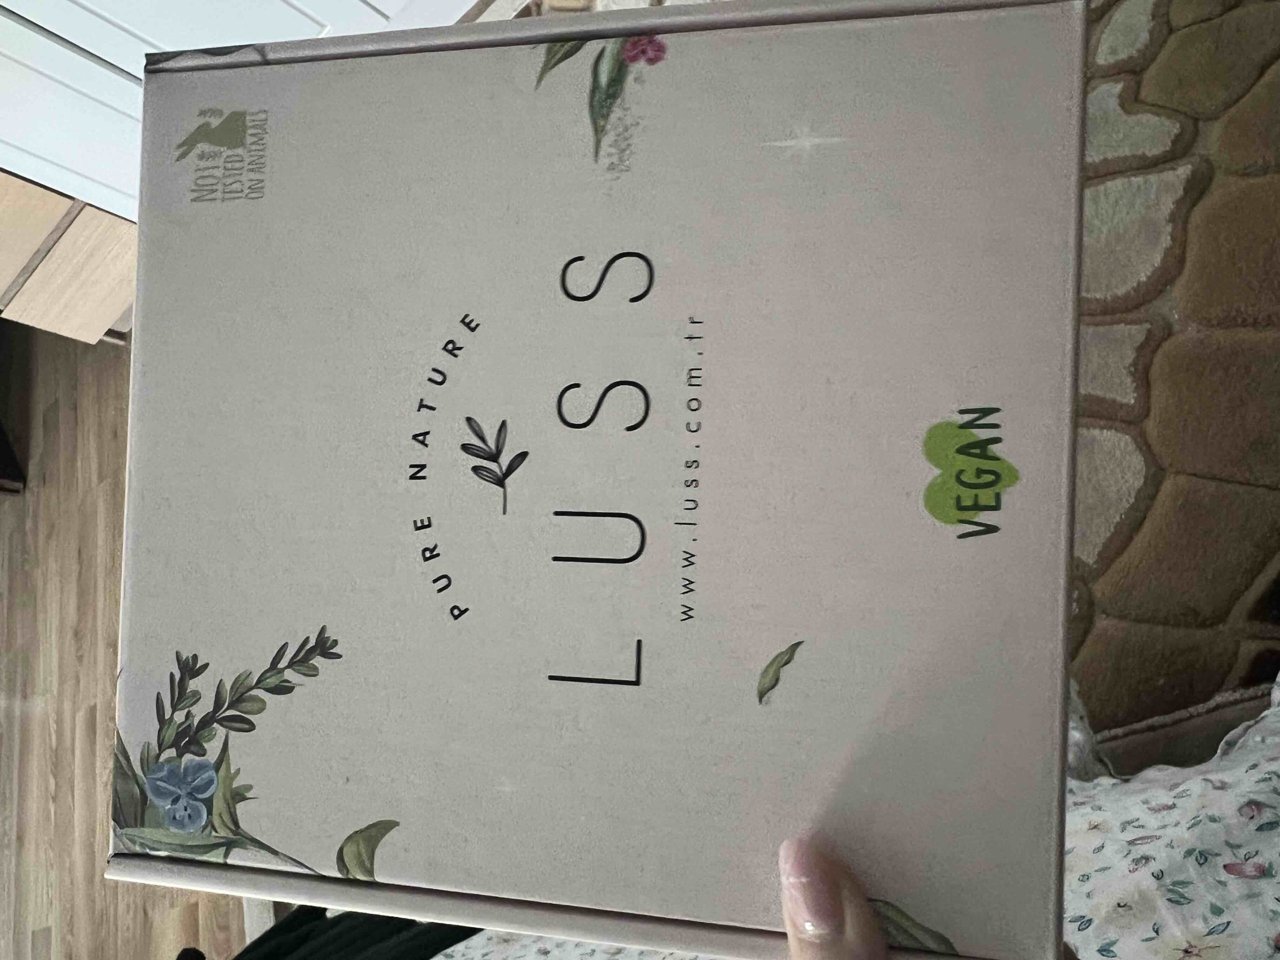 NOT
TESTED
ON ANIMALS
PURE NATURE
LUSS
www.luss.com.tr
VEGAN